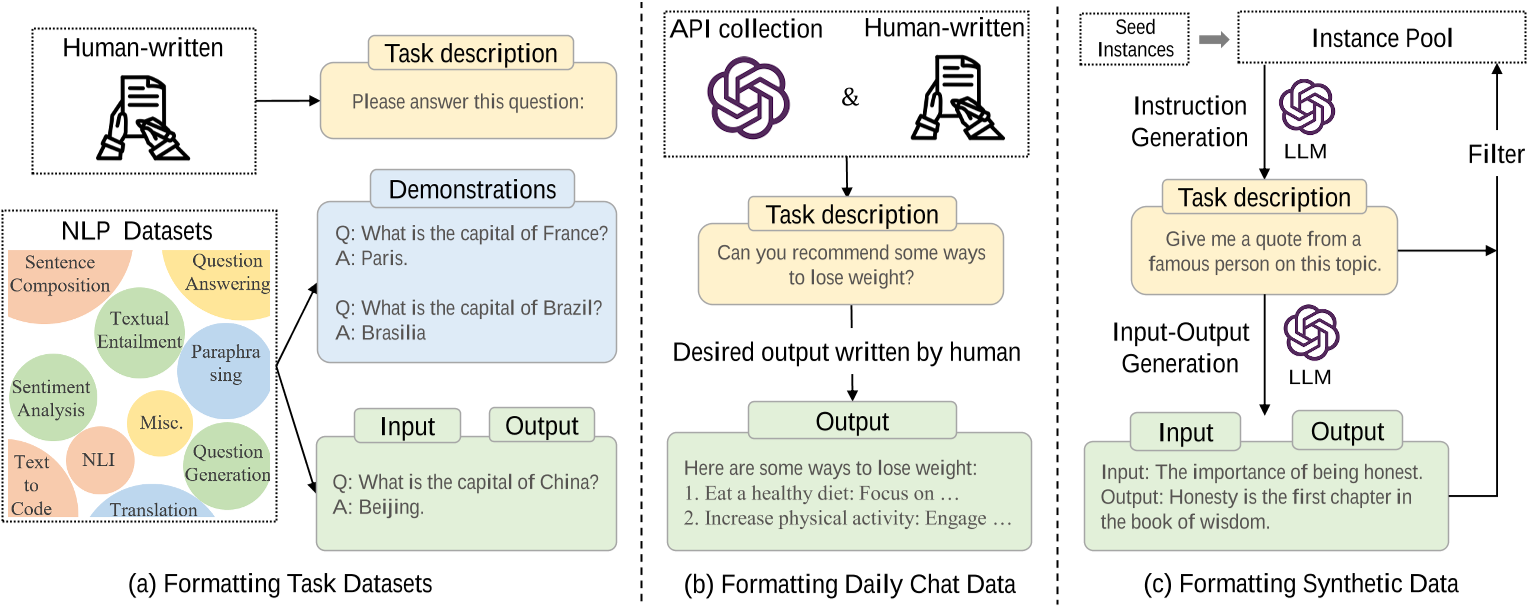 Human-written
Task description
Please answer this question:
NLP Datasets
Sentence
Composition
Question
Answering
Textual
Entailment
Paraphra
sing
Sentiment
Analysis
Misc.
NLI
Question
Generation
Text
to
Code
Translation
Demonstrations
Q: What is the capital of France?
A: Paris.
Q: What is the capital of Brazil?
A: Brasilia
Input
Output
Q: What is the capital of China?
A: Beijing.
(a) Formatting Task Datasets
API collection
&
Human-written
Task description
Can you recommend some ways
to lose weight?
Desired output written by human
Output
Here are some ways to lose weight:
1. Eat a healthy diet: Focus on …
2. Increase physical activity: Engage …
(b) Formatting Daily Chat Data
Seed
Instances
Instance Pool
Instruction
Generation
LLM
Filter
Task description
Give me a quote from a
famous person on this topic.
Input-Output
Generation
LLM
Input
Output
Input: The importance of being honest.
Output: Honesty is the first chapter in
the book of wisdom.
(c) Formatting Synthetic Data